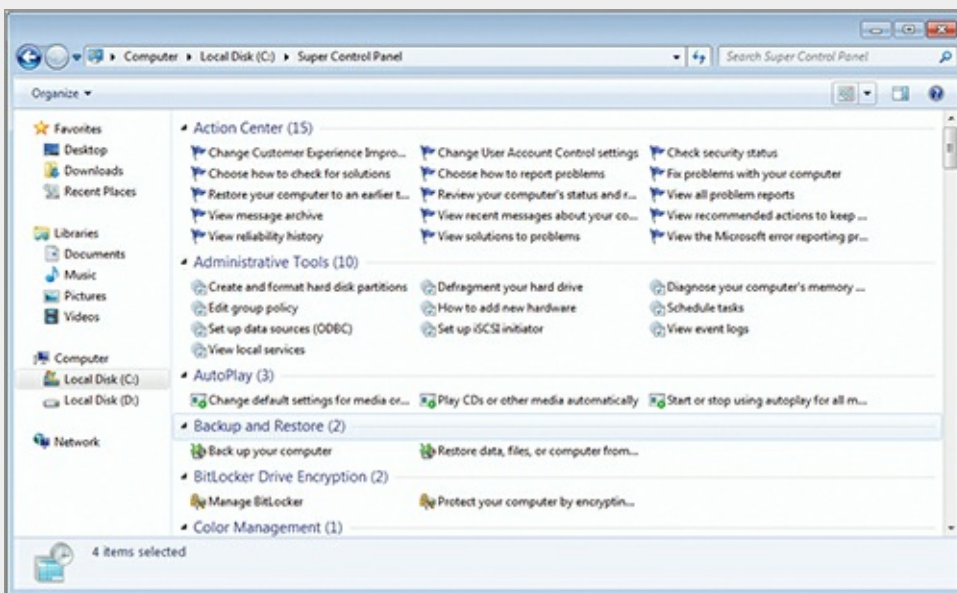 Computer Local Disk (C:) Super Control Panel Search Super Control Panel
Organize
Favorites
Desktop
Downloads
Recent Places
Libraries
Documents
Music
Pictures
Videos
Computer
Local Disk (C:)
Local Disk (D:)
Network
Action Center (15)
Change Customer Experience Impro... Change User Account Control settings Check security status
Choose how to check for solutions Choose how to report problems Fix problems with your computer
Restore your computer to an earlier t... Review your computer's status and r... View all problem reports
View message archive View recent messages about your co... View recommended actions to keep ...
View reliability history View solutions to problems View the Microsoft error reporting pr...
Administrative Tools (10)
Create and format hard disk partitions Defragment your hard drive Diagnose your computer's memory ...
Edit group policy How to add new hardware Schedule tasks
Set up data sources (ODBC) Set up iSCSI initiator View event logs
View local services
AutoPlay (3)
Change default settings for media or... Play CDs or other media automatically Start or stop using autoplay for all m...
Backup and Restore (2)
Back up your computer Restore data, files, or computer from...
BitLocker Drive Encryption (2)
Manage BitLocker Protect your computer by encryptin...
Color Management (1)
4 items selected